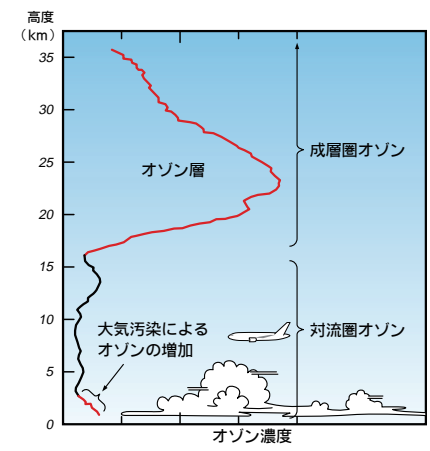 高度
（km）
35
30
25
20
15
10
5
0
オゾン層
成層圏オゾン
対流圏オゾン
大気汚染による
オゾンの増加
オゾン濃度